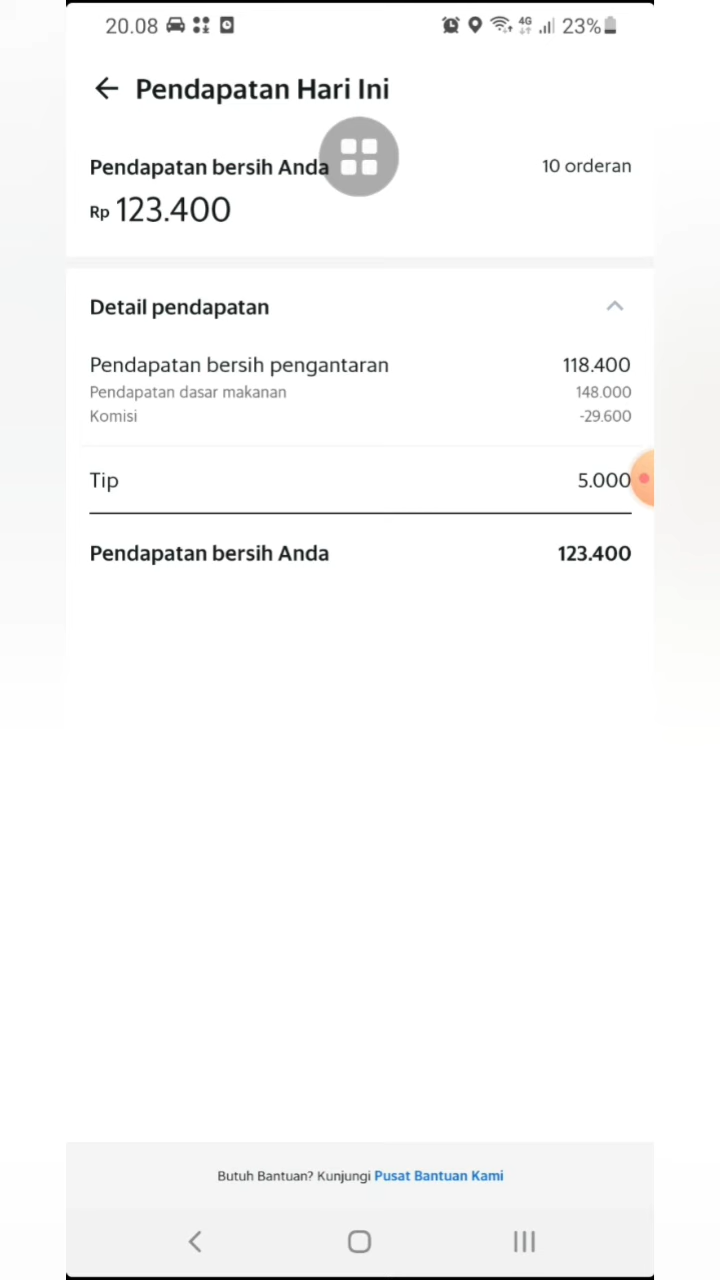 20.08 4G 23%
Pendapatan Hari Ini
Pendapatan bersih Anda 10 orderan
Rp 123.400
Detail pendapatan
Pendapatan bersih pengantaran 118.400
Pendapatan dasar makanan 148.000
Komisi -29.600
Tip 5.000
Pendapatan bersih Anda 123.400
Butuh Bantuan? Kunjungi Pusat Bantuan Kami